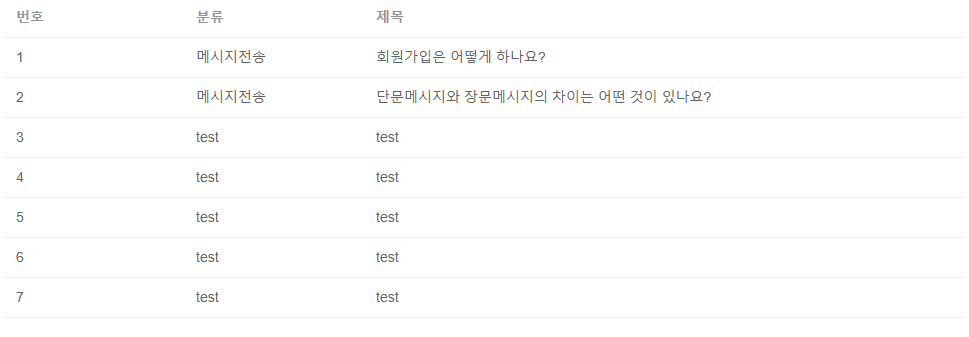 번호 분류 제목
1 메시지전송 회원가입은 어떻게 하나요?
2 메시지전송 단문메시지와 장문메시지의 차이는 어떤 것이 있나요?
3 test test
4 test test
5 test test
6 test test
7 test test